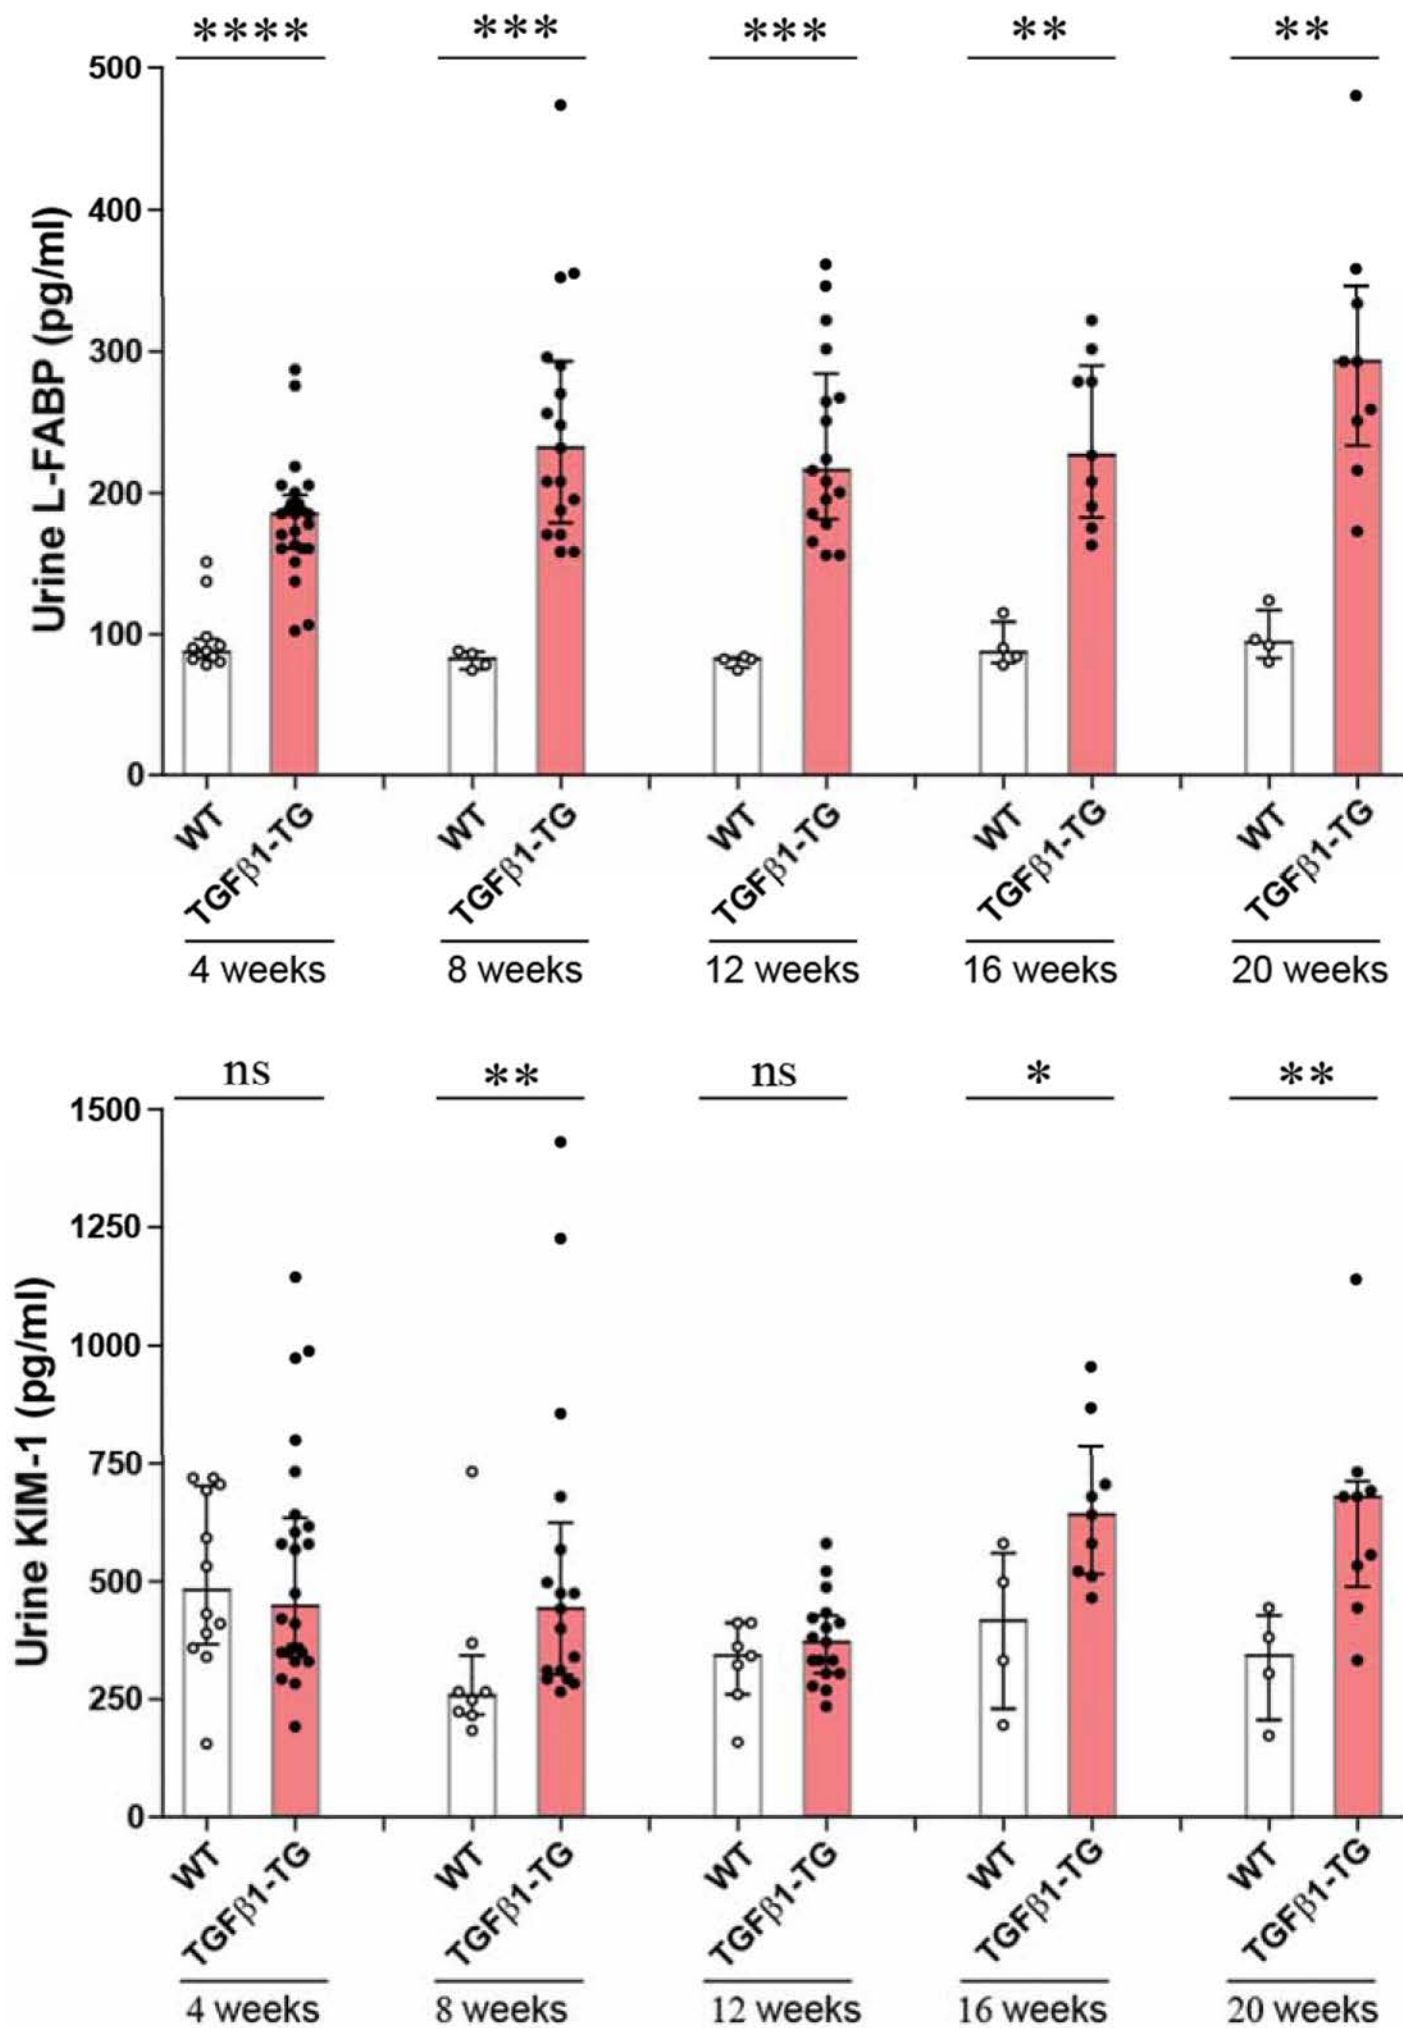 **** *** *** ** **
Urine L-FABP (pg/ml)
500
400
300
200
100
0
WT TGFβ1-TG WT TGFβ1-TG WT TGFβ1-TG WT TGFβ1-TG WT TGFβ1-TG
4 weeks 8 weeks 12 weeks 16 weeks 20 weeks
ns ** ns * **
Urine KIM-1 (pg/ml)
1500
1250
1000
750
500
250
0
WT TGFβ1-TG WT TGFβ1-TG WT TGFβ1-TG WT TGFβ1-TG WT TGFβ1-TG
4 weeks 8 weeks 12 weeks 16 weeks 20 weeks